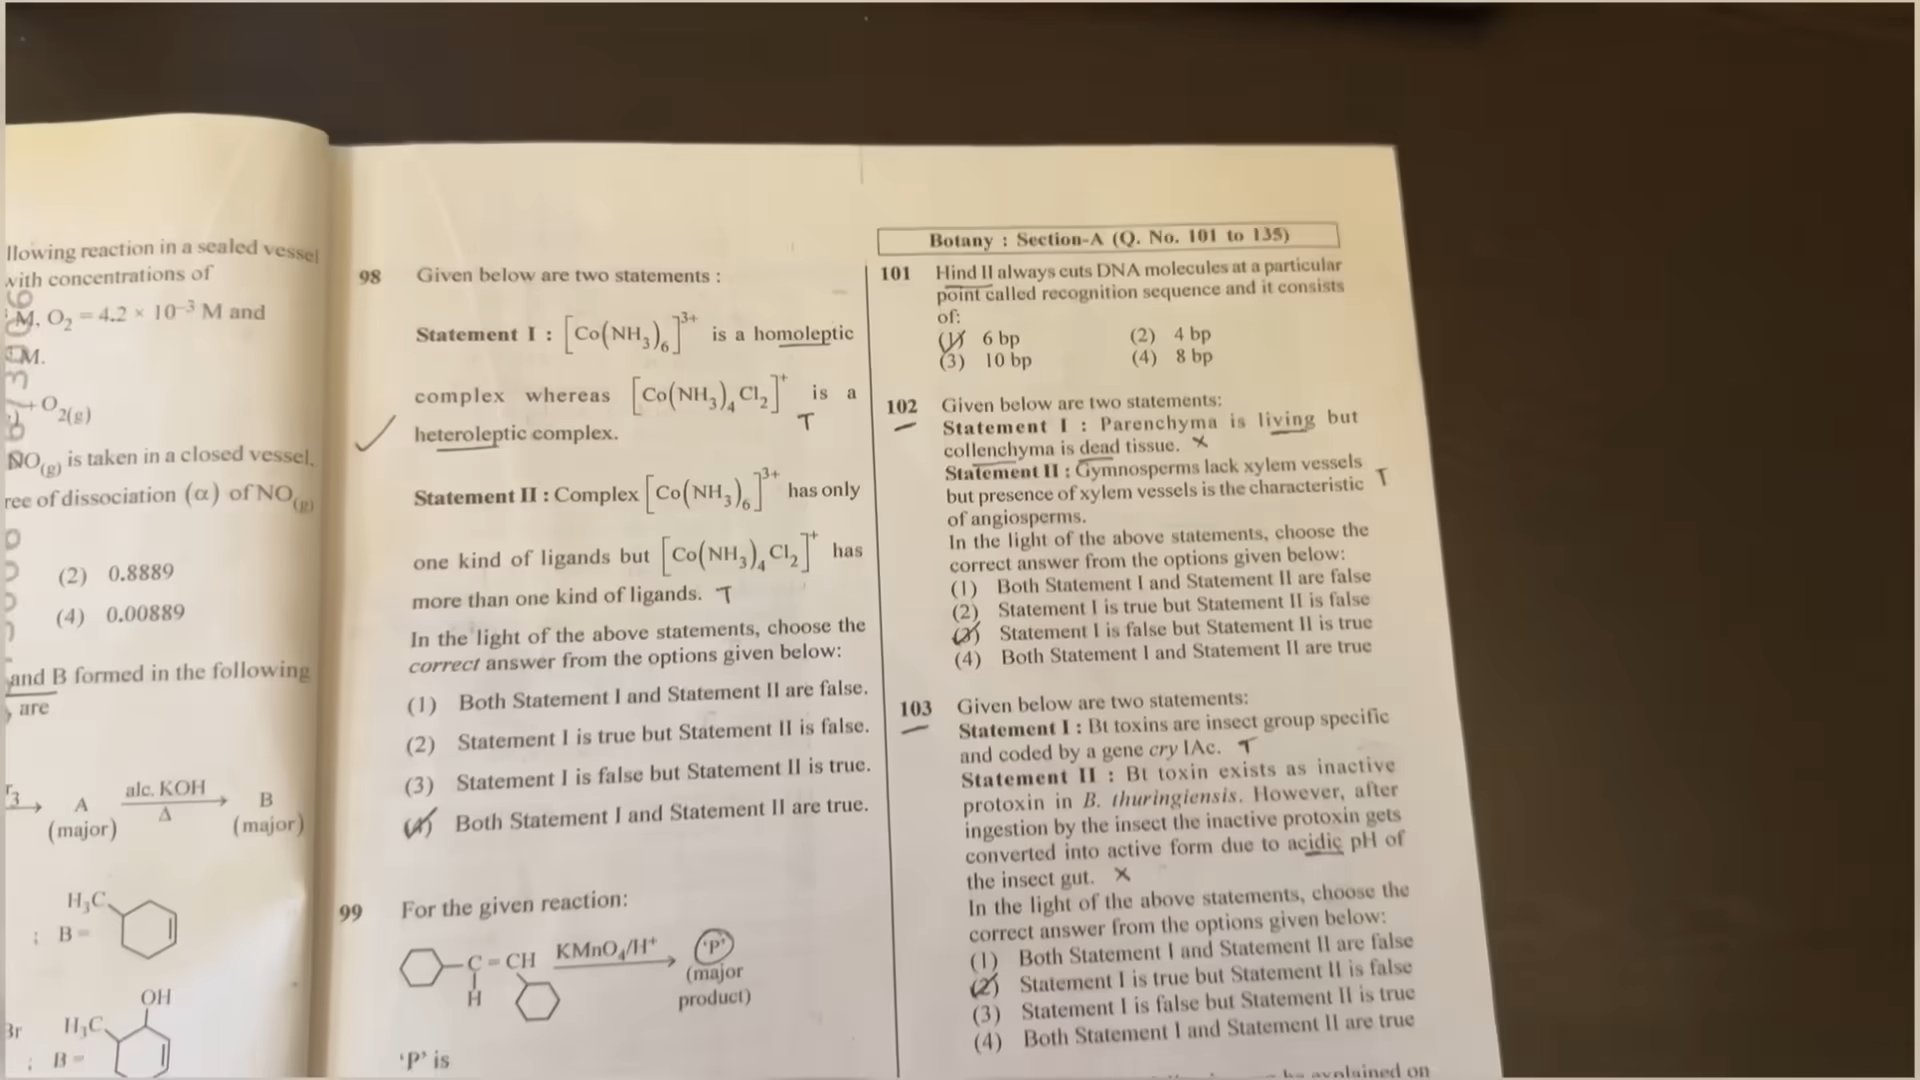 llowing reaction in a sealed vessel
with concentrations of
M, O2 = 4.2 × 10⁻³ M and
M.
+ O2(g)
NO(g) is taken in a closed vessel.
ree of dissociation (α) of NO(g)
(2) 0.8889
(4) 0.00889
and B formed in the following
are
A
(major)
alc. KOH
Δ
B
(major)
H3C
; B =
OH
Br H3C
; B =
98 Given below are two statements :
Statement I : [Co(NH3)6]3+ is a homoleptic
complex whereas [Co(NH3)4Cl2]+ is a
T
heteroleptic complex.
Statement II : Complex [Co(NH3)6]3+ has only
one kind of ligands but [Co(NH3)4Cl2]+ has
more than one kind of ligands. T
In the light of the above statements, choose the
correct answer from the options given below:
(1) Both Statement I and Statement II are false.
(2) Statement I is true but Statement II is false.
(3) Statement I is false but Statement II is true.
(4) Both Statement I and Statement II are true.
99 For the given reaction:
C = CH KMnO4/H+ 'P'
H
(major
product)
'P' is
Botany : Section-A (Q. No. 101 to 135)
101 Hind II always cuts DNA molecules at a particular
point called recognition sequence and it consists
of:
(1) 6 bp (2) 4 bp
(3) 10 bp (4) 8 bp
102 Given below are two statements:
Statement I : Parenchyma is living but
collenchyma is dead tissue. ×
Statement II : Gymnosperms lack xylem vessels
but presence of xylem vessels is the characteristic T
of angiosperms.
In the light of the above statements, choose the
correct answer from the options given below:
(1) Both Statement I and Statement II are false
(2) Statement I is true but Statement II is false
(3) Statement I is false but Statement II is true
(4) Both Statement I and Statement II are true
103 Given below are two statements:
Statement I : Bt toxins are insect group specific
and coded by a gene cry IAc. T
Statement II : Bt toxin exists as inactive
protoxin in B. thuringiensis. However, after
ingestion by the insect the inactive protoxin gets
converted into active form due to acidic pH of
the insect gut. ×
In the light of the above statements, choose the
correct answer from the options given below:
(1) Both Statement I and Statement II are false
(2) Statement I is true but Statement II is false
(3) Statement I is false but Statement II is true
(4) Both Statement I and Statement II are true
explained on